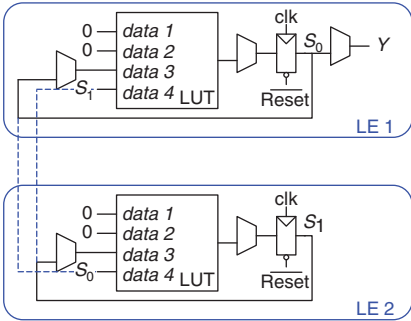 clk
0 data 1
0 data 2
data 3
S1 data 4 LUT
S0
Y
Reset
LE 1
clk
0 data 1
0 data 2
data 3
S0 data 4 LUT
S1
Reset
LE 2